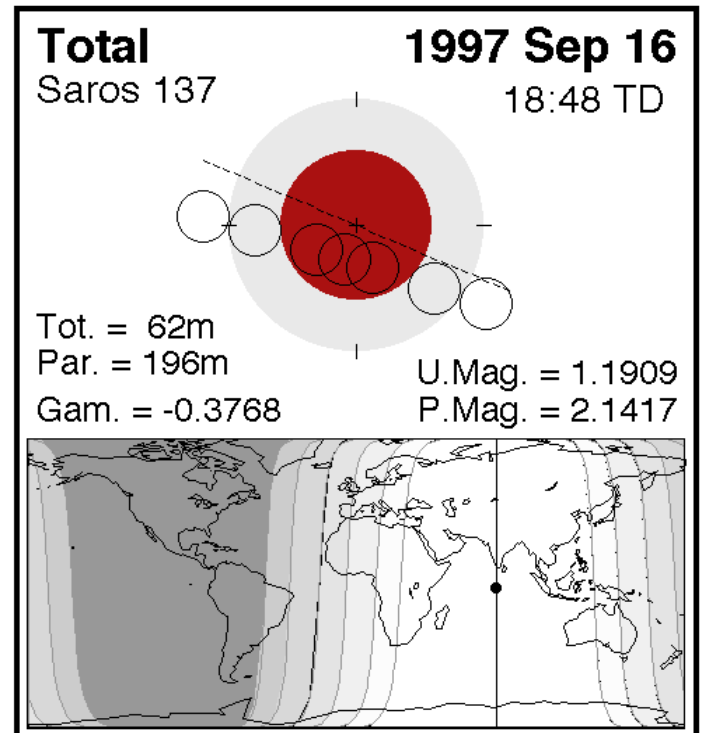 Total 1997 Sep 16
Saros 137 18:48 TD
Tot. = 62m
Par. = 196m
U.Mag. = 1.1909
Gam. = -0.3768 P.Mag. = 2.1417